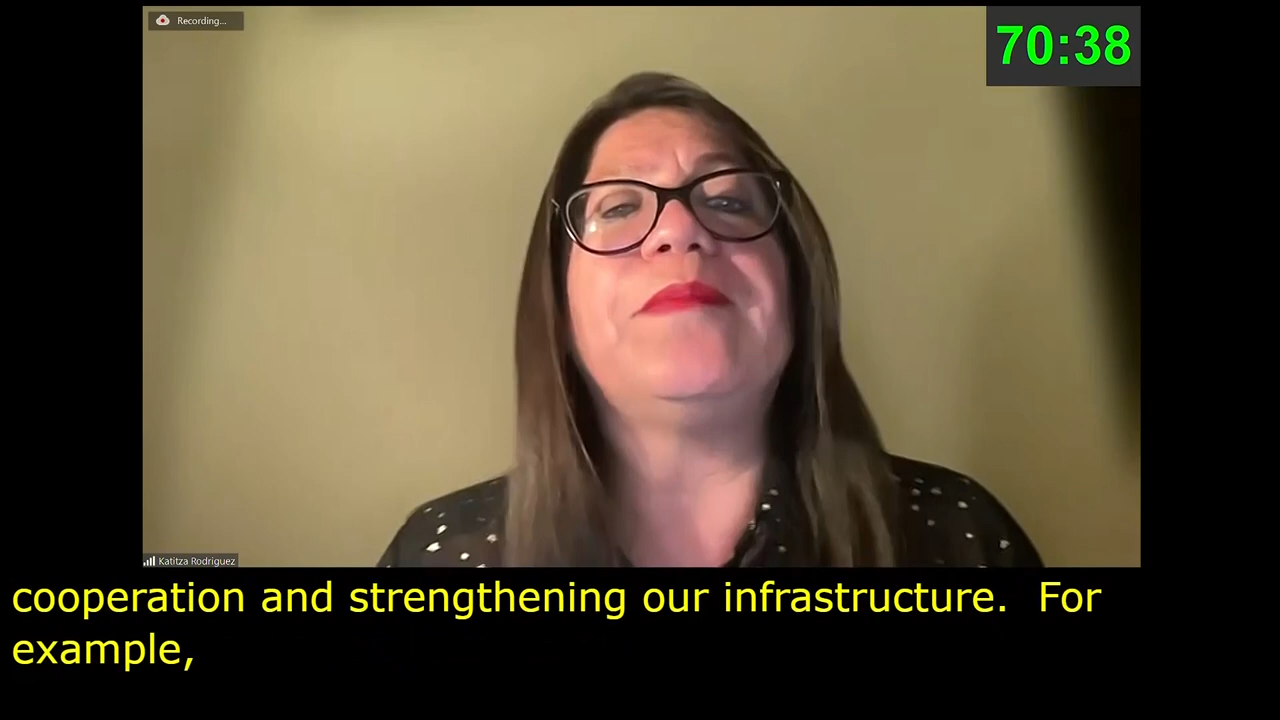 Recording...
70:38
Katitza Rodriguez
cooperation and strengthening our infrastructure.  For
example,